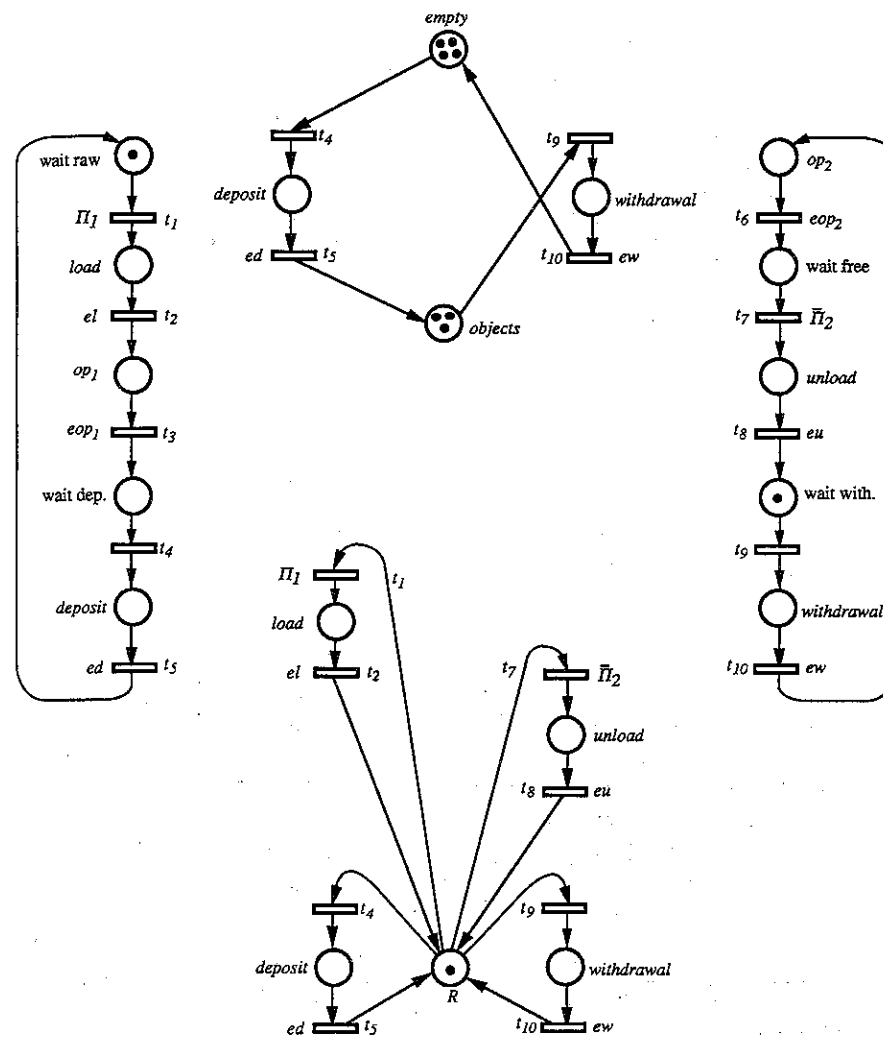 empty
t4
t9
wait raw
op2
deposit
withdrawal
Π1 t1
t6 eop2
ed t5
t10 ew
load
wait free
el t2
t7 Π̄2
objects
op1
unload
eop1 t3
t8 eu
wait dep.
wait with.
t4
t9
Π1 t1
deposit
withdrawal
load
ed t5
t10 ew
el t2
t7 Π̄2
unload
t8 eu
t4
t9
deposit
withdrawal
R
ed t5
t10 ew